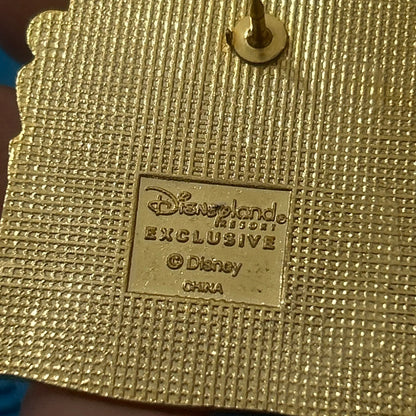 Disneyland®
RESORT
EXCLUSIVE
© Disney
CHINA